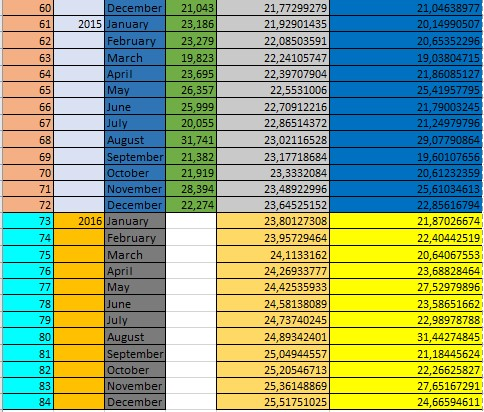 60 December 21,043 21,77299279 21,04638977
61 2015 January 23,186 21,92901435 20,14990507
62 February 23,279 22,08503591 20,65352296
63 March 19,823 22,24105747 19,03804715
64 April 23,695 22,39707904 21,86085127
65 May 26,357 22,5531006 25,41957795
66 June 25,999 22,70912216 21,79003245
67 July 20,055 22,86514372 21,24979796
68 August 31,741 23,02116528 29,07790864
69 September 21,382 23,17718684 19,60107656
70 October 21,919 23,3332084 20,61232359
71 November 28,394 23,48922996 25,61034613
72 December 22,274 23,64525152 22,85616794
73 2016 January 23,80127308 21,87026674
74 February 23,95729464 22,40442519
75 March 24,1133162 20,64067553
76 April 24,26933777 23,68828464
77 May 24,42535933 27,52979896
78 June 24,58138089 23,58651662
79 July 24,73740245 22,98978788
80 August 24,89342401 31,44274845
81 September 25,04944557 21,18445624
82 October 25,20546713 22,26625827
83 November 25,36148869 27,65167291
84 December 25,51751025 24,66594611